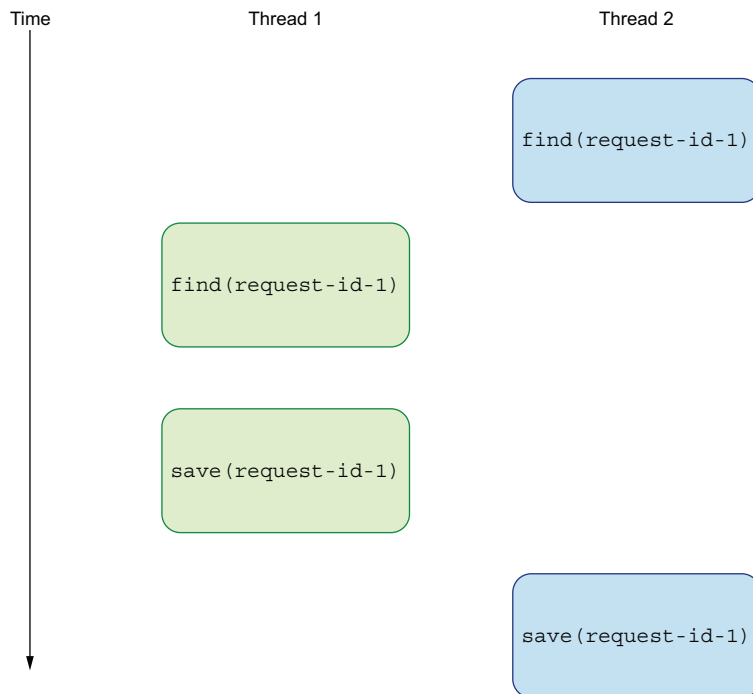 Time
Thread 1
Thread 2
find(request-id-1)
find(request-id-1)
save(request-id-1)
save(request-id-1)